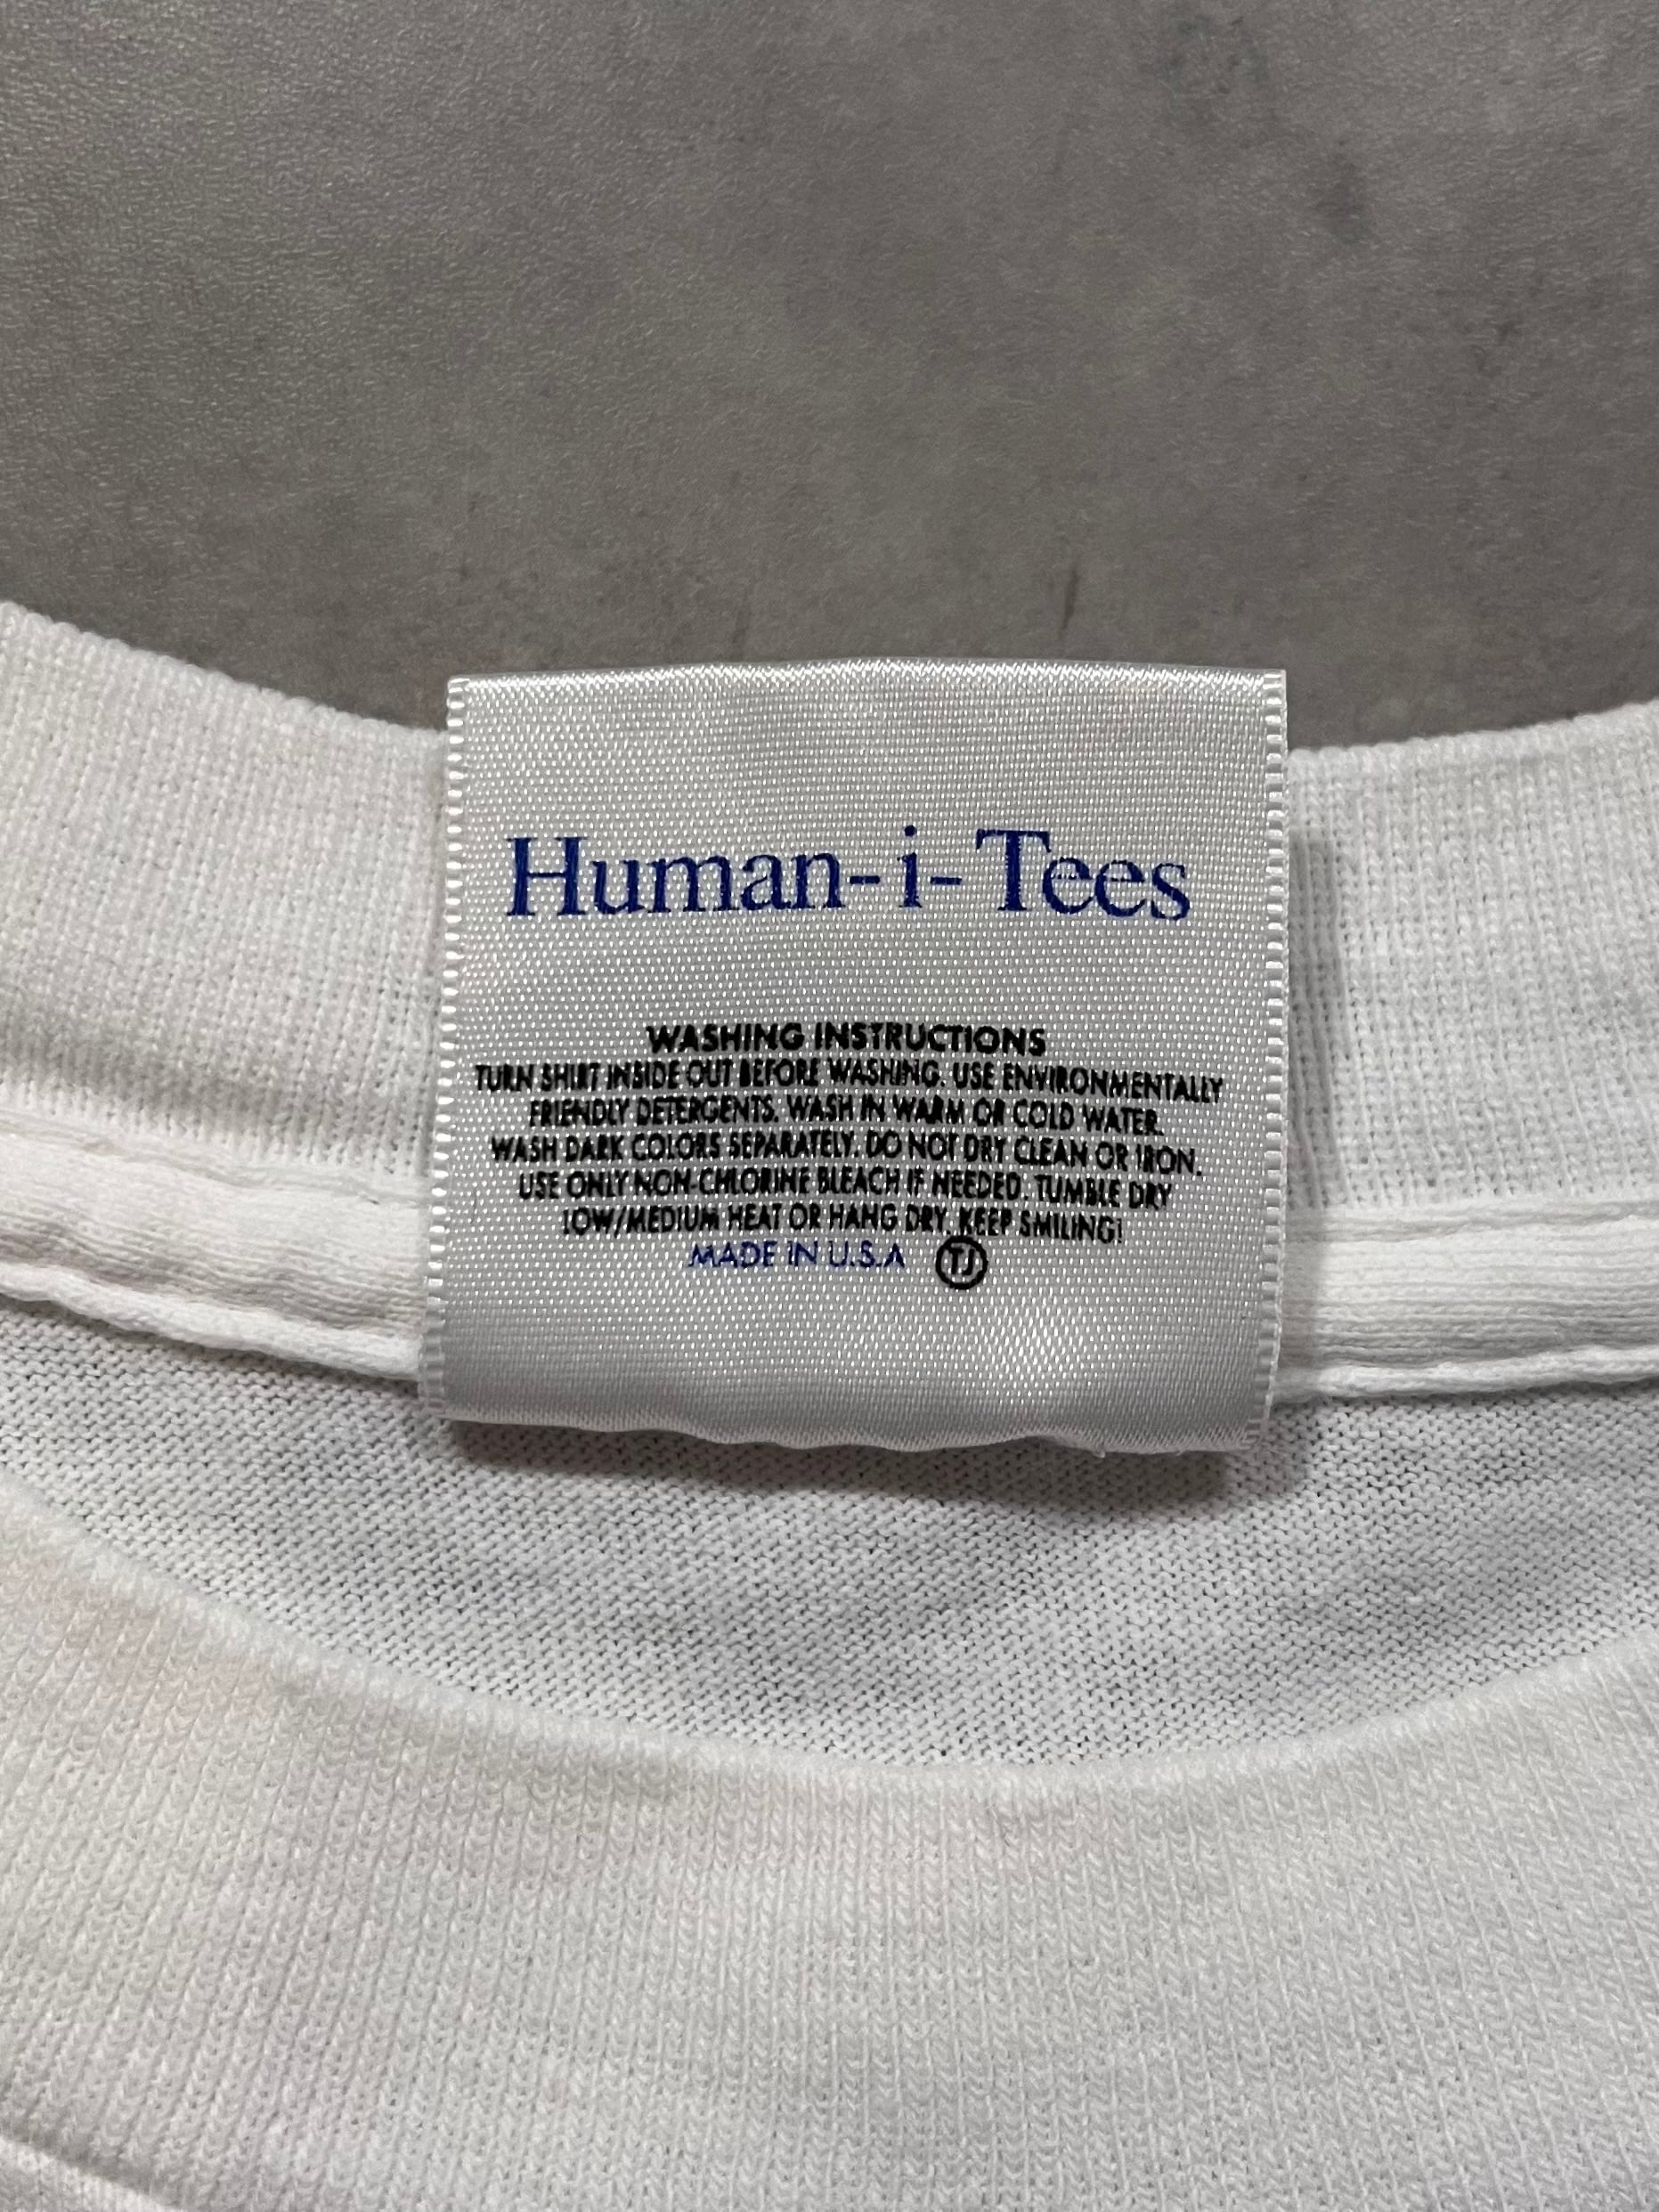 Human-i-Tees
WASHING INSTRUCTIONS
TURN SHIRT INSIDE OUT BEFORE WASHING. USE ENVIRONMENTALLY
FRIENDLY DETERGENTS. WASH IN WARM OR COLD WATER.
WASH DARK COLORS SEPARATELY. DO NOT DRY CLEAN OR IRON.
USE ONLY NON-CHLORINE BLEACH IF NEEDED. TUMBLE DRY
LOW/MEDIUM HEAT OR HANG DRY. KEEP SMILING!
MADE IN U.S.A TJ